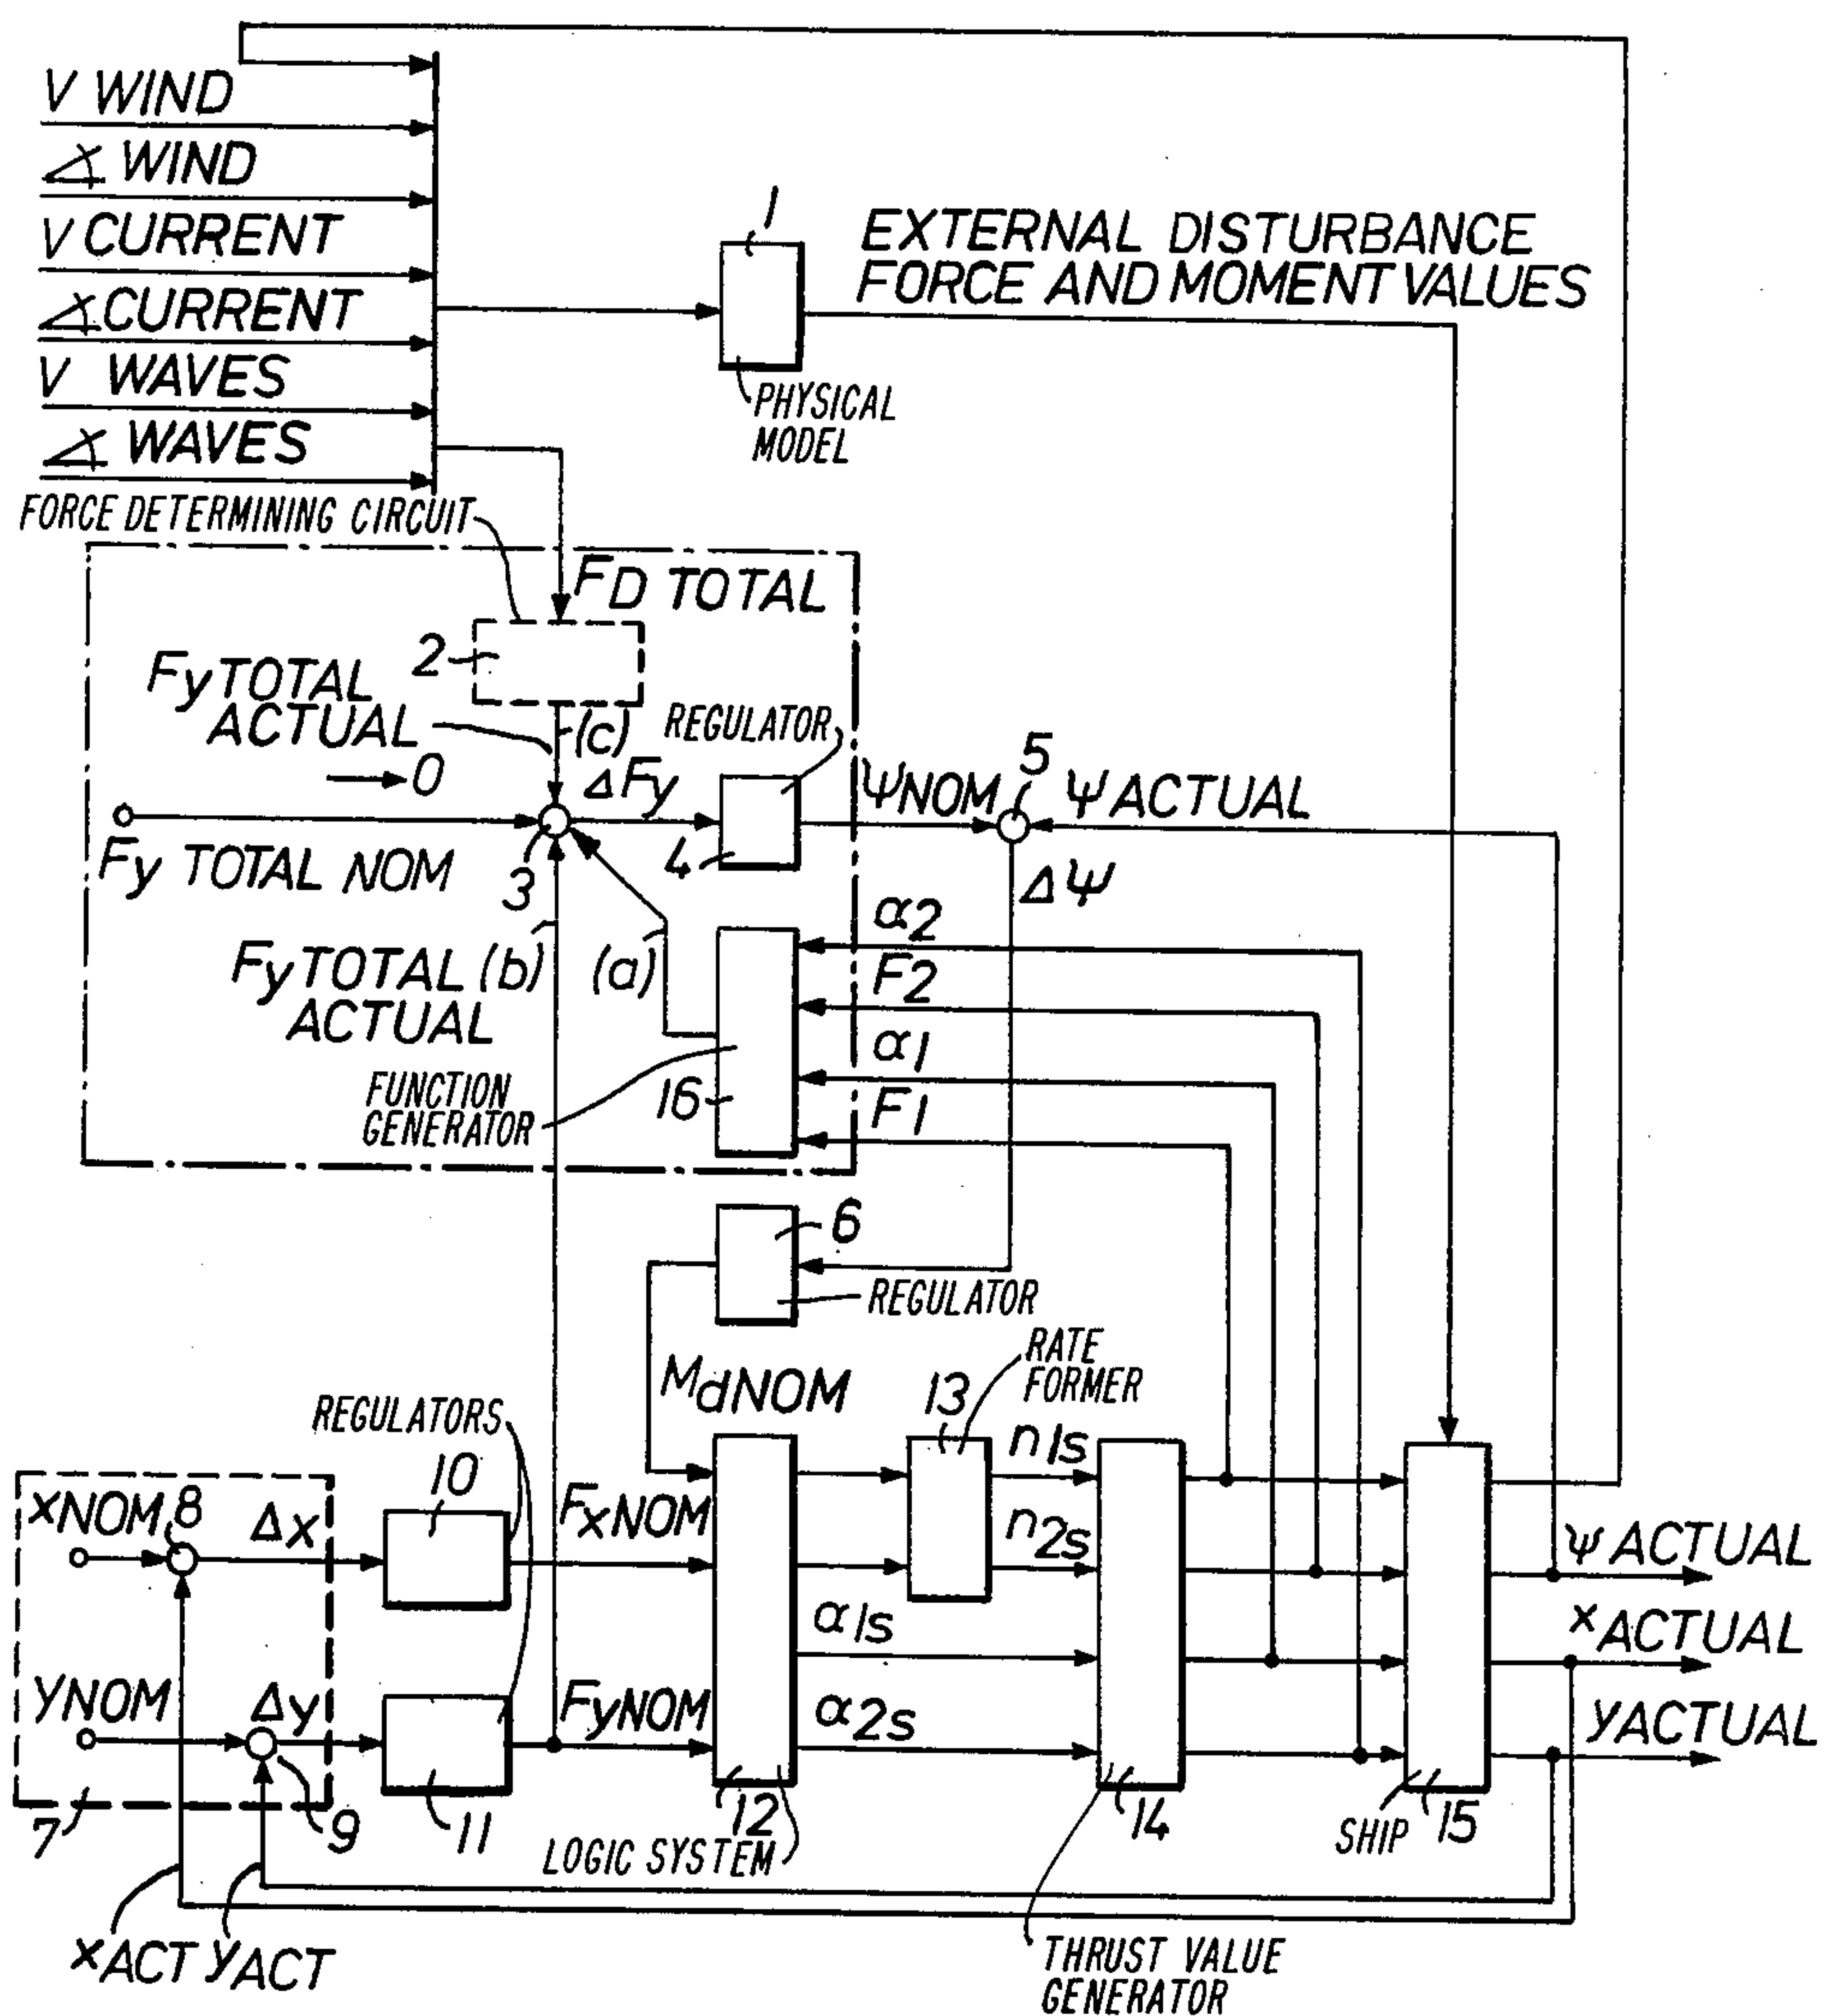 V WIND
∡ WIND
V CURRENT
∡ CURRENT
V WAVES
∡ WAVES
1
EXTERNAL DISTURBANCE
FORCE AND MOMENT VALUES
PHYSICAL
MODEL
FORCE DETERMINING CIRCUIT
FD TOTAL
2
Fy TOTAL
ACTUAL
(c)
→ 0
REGULATOR
ΔFy
ΨNOM
5
Ψ ACTUAL
Fy TOTAL NOM
3
4
ΔΨ
α2
F2
Fy TOTAL (b)
ACTUAL
(a)
α1
F1
FUNCTION
GENERATOR
16
6
REGULATOR
MdNOM
RATE
FORMER
13
REGULATORS
10
n1s
n2s
xNOM
8
Δx
FxNOM
α1s
Ψ ACTUAL
xACTUAL
yNOM
Δy
FyNOM
α2s
yACTUAL
7
9
11
12
14
SHIP 15
LOGIC SYSTEM
xACT yACT
THRUST VALUE
GENERATOR